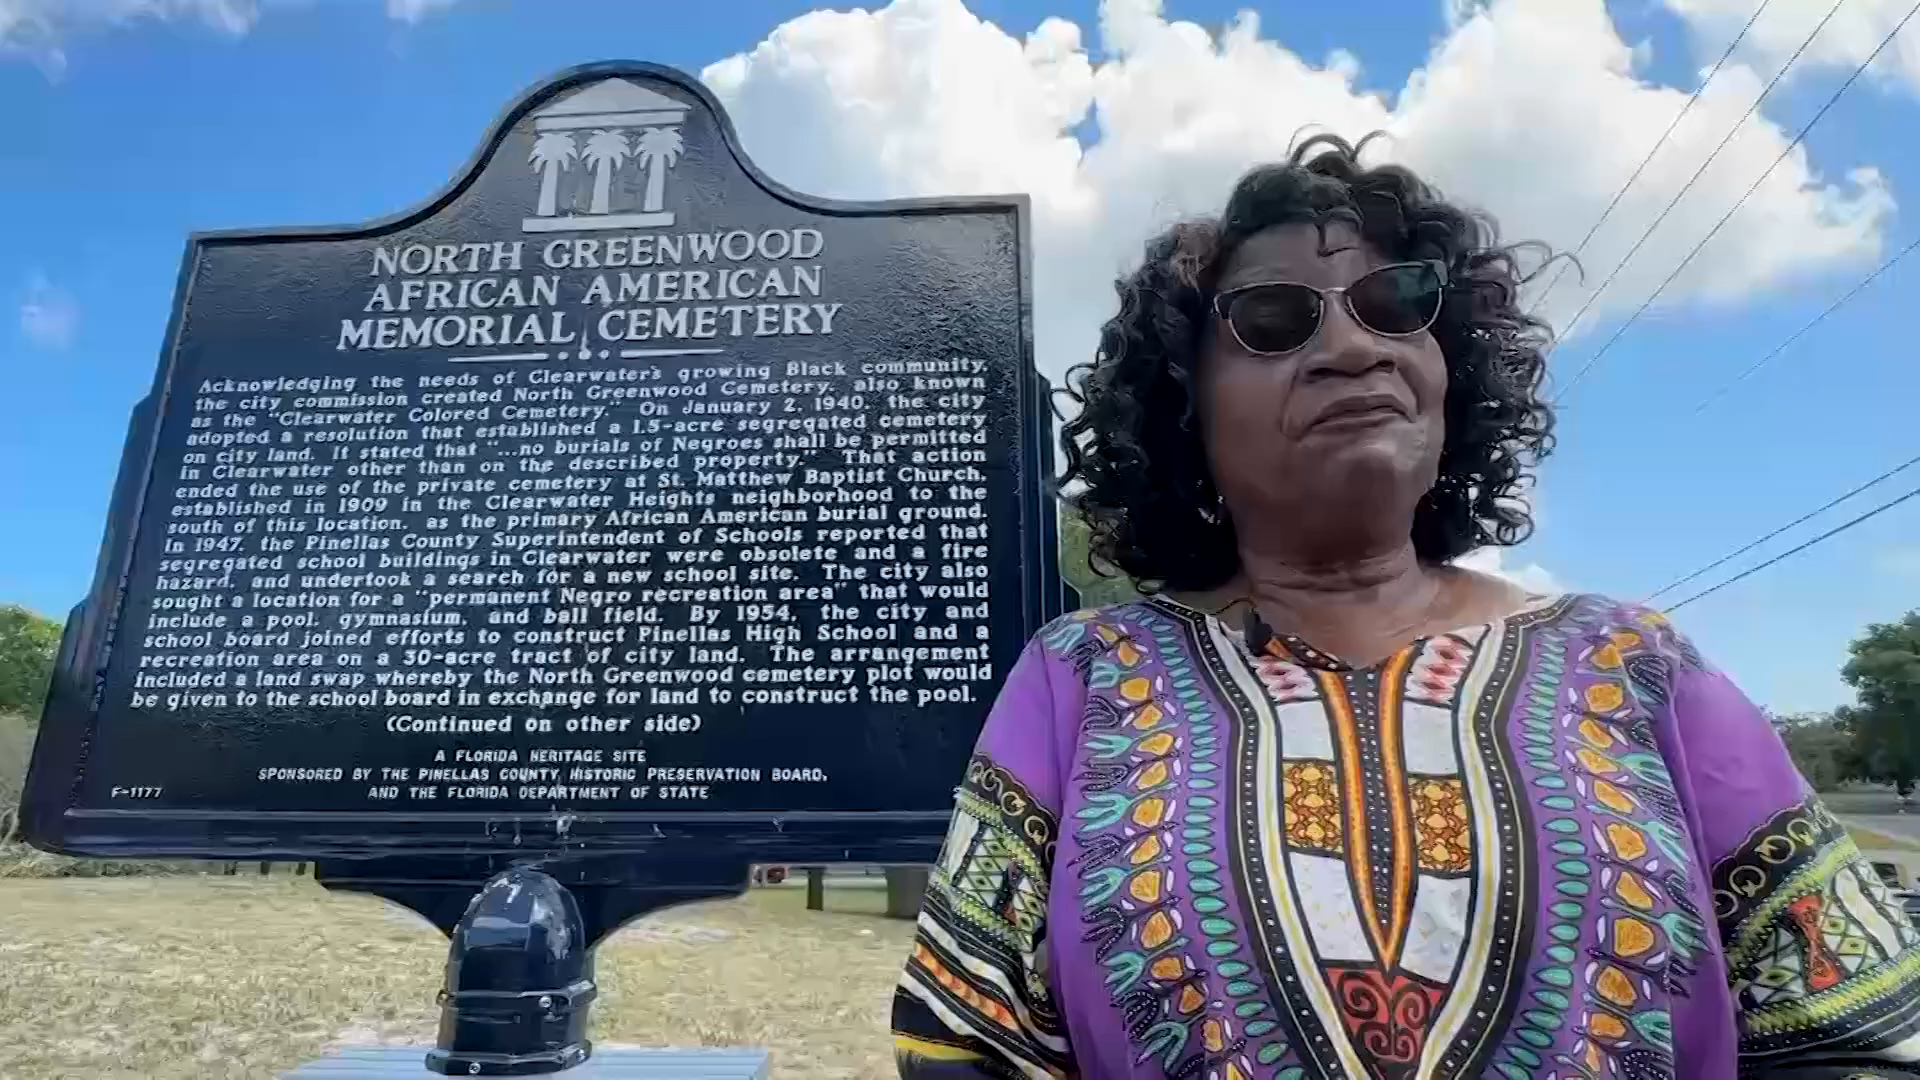 NORTH GREENWOOD
AFRICAN AMERICAN
MEMORIAL CEMETERY
Acknowledging the needs of Clearwater's growing Black community,
the city commission created North Greenwood Cemetery, also known
as the "Clearwater Colored Cemetery." On January 2, 1940, the city
adopted a resolution that established a 1.5-acre segregated cemetery
on city land. It stated that "...no burials of Negroes shall be permitted
in Clearwater other than on the described property." That action
ended the use of the private cemetery at St. Matthew Baptist Church,
established in 1909 in the Clearwater Heights neighborhood to the
south of this location, as the primary African American burial ground.
In 1947, the Pinellas County Superintendent of Schools reported that
segregated school buildings in Clearwater were obsolete and a fire
hazard, and undertook a search for a new school site. The city also
sought a location for a "permanent Negro recreation area" that would
include a pool, gymnasium, and ball field. By 1954, the city and
school board joined efforts to construct Pinellas High School and a
recreation area on a 30-acre tract of city land. The arrangement
included a land swap whereby the North Greenwood cemetery plot would
be given to the school board in exchange for land to construct the pool.
(Continued on other side)
A FLORIDA HERITAGE SITE
SPONSORED BY THE PINELLAS COUNTY HISTORIC PRESERVATION BOARD,
F-1177 AND THE FLORIDA DEPARTMENT OF STATE